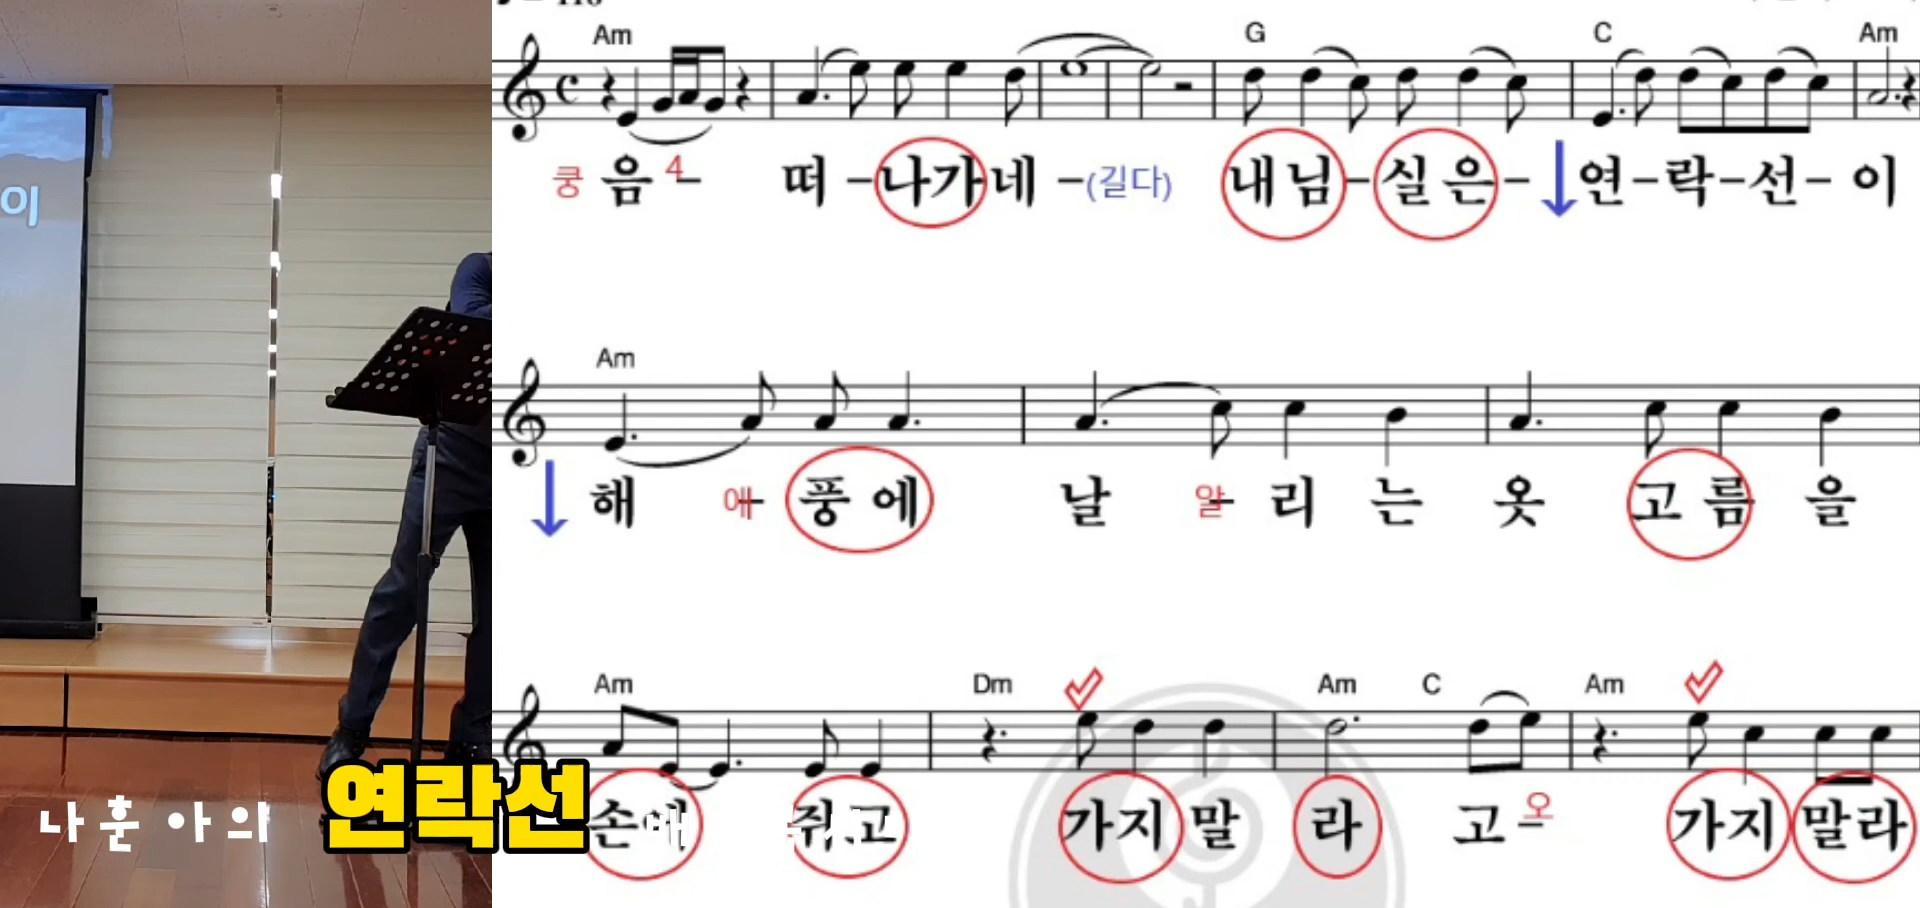 Am G C Am
이
쿵 음 4 - 떠 - 나가네 - (길다) 내님 - 실은 - 연 - 락 - 선 - 이
Am
해 애 - 풍에 날 알 - 리 는 옷 고름 을
Am Dm Am C Am
손에 쥐고 가지 말 라 고 - 오 가지 말라
나훈아의 연락선